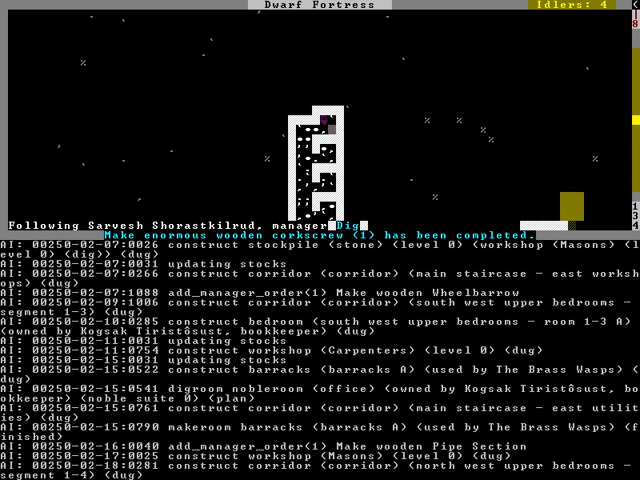 Dwarf Fortress
Idlers: 4
Following Sarvesh Shorastkilrud, manager Dig
Make enormous wooden corkscrew (1) has been completed.
AI: 00250-02-07:0026 construct stockpile (stone) (level 0) (workshop (Masons) (l
evel 0) (dig)) (dug)
AI: 00250-02-07:0031 updating stocks
AI: 00250-02-07:0266 construct corridor (corridor) (main staircase - east worksh
ops) (dug)
AI: 00250-02-07:1088 add_manager_order(1) Make wooden Wheelbarrow
AI: 00250-02-09:1006 construct corridor (corridor) (south west upper bedrooms -
segment 1-3) (dug)
AI: 00250-02-10:0285 construct bedroom (south west upper bedrooms - room 1-3 A)
(owned by Kogsak Tiristôsust, bookkeeper) (dug)
AI: 00250-02-11:0031 updating stocks
AI: 00250-02-11:0754 construct workshop (Carpenters) (level 0) (dug)
AI: 00250-02-15:0031 updating stocks
AI: 00250-02-15:0522 construct barracks (barracks A) (used by The Brass Wasps) (
dug)
AI: 00250-02-15:0541 digroom nobleroom (office) (owned by Kogsak Tiristôsust, bo
okkeeper) (noble suite 0) (plan)
AI: 00250-02-15:0761 construct corridor (corridor) (main staircase - east utilit
ies) (dug)
AI: 00250-02-15:0790 makeroom barracks (barracks A) (used by The Brass Wasps) (f
inished)
AI: 00250-02-16:0040 add_manager_order(1) Make wooden Pipe Section
AI: 00250-02-17:0025 construct workshop (Masons) (level 0) (dug)
AI: 00250-02-18:0281 construct corridor (corridor) (north west upper bedrooms -
segment 1-4) (dug)